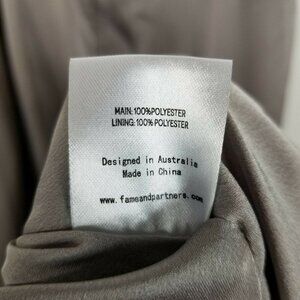 MAIN: 100%POLYESTER
LINING: 100% POLYESTER
Designed in Australia
Made in China
www.fameandpartners.com